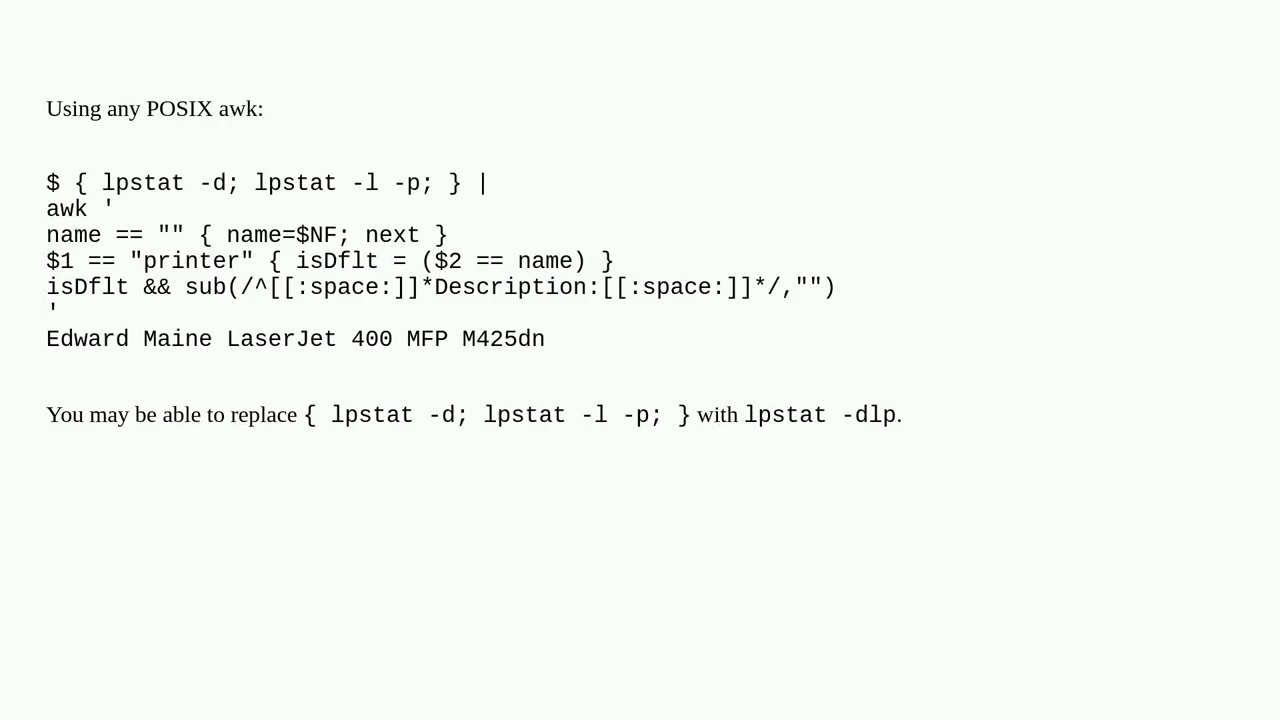 Using any POSIX awk:
$ { lpstat -d; lpstat -l -p; } |
awk '
name == "" { name=$NF; next }
$1 == "printer" { isDflt = ($2 == name) }
isDflt && sub(/^[[:space:]]*Description:[[:space:]]*/,"")
'
Edward Maine LaserJet 400 MFP M425dn
You may be able to replace { lpstat -d; lpstat -l -p; } with lpstat -dlp.